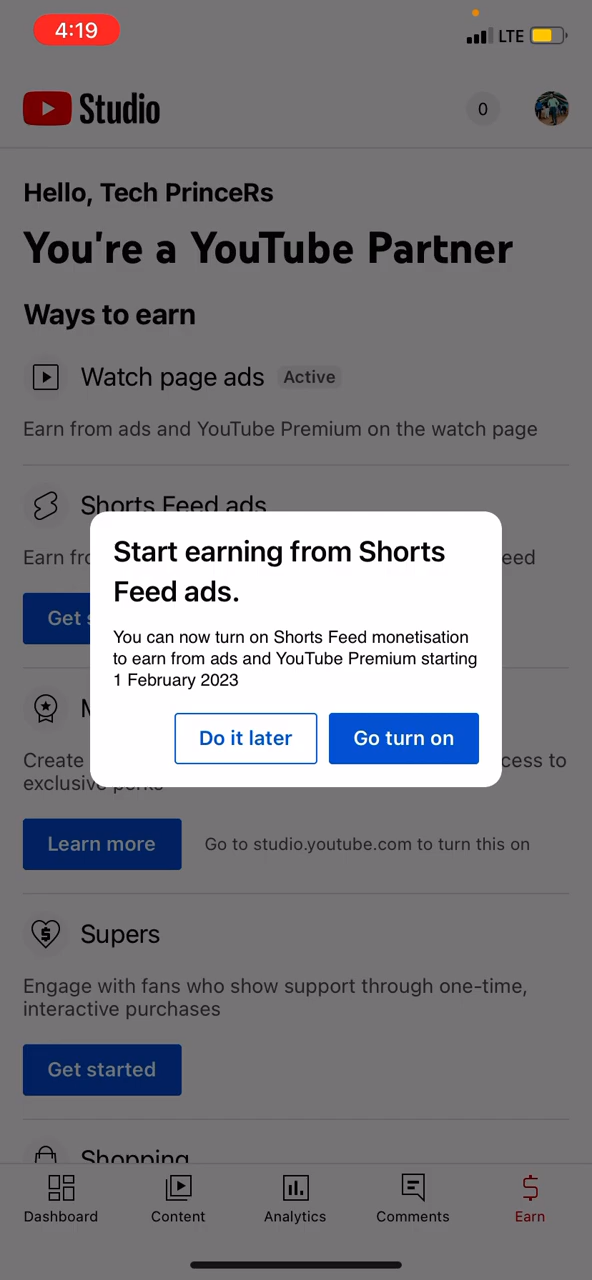 4:19
LTE
Studio
0
Hello, Tech PrinceRs
You're a YouTube Partner
Ways to earn
Watch page ads Active
Earn from ads and YouTube Premium on the watch page
Shorts Feed ads
Earn
Get
Start earning from Shorts
Feed ads.
You can now turn on Shorts Feed monetisation
to earn from ads and YouTube Premium starting
1 February 2023
Do it later
Go turn on
Create
exclusive perks
Learn more
Go to studio.youtube.com to turn this on
Supers
Engage with fans who show support through one-time,
interactive purchases
Get started
Shopping
Dashboard
Content
Analytics
Comments
Earn